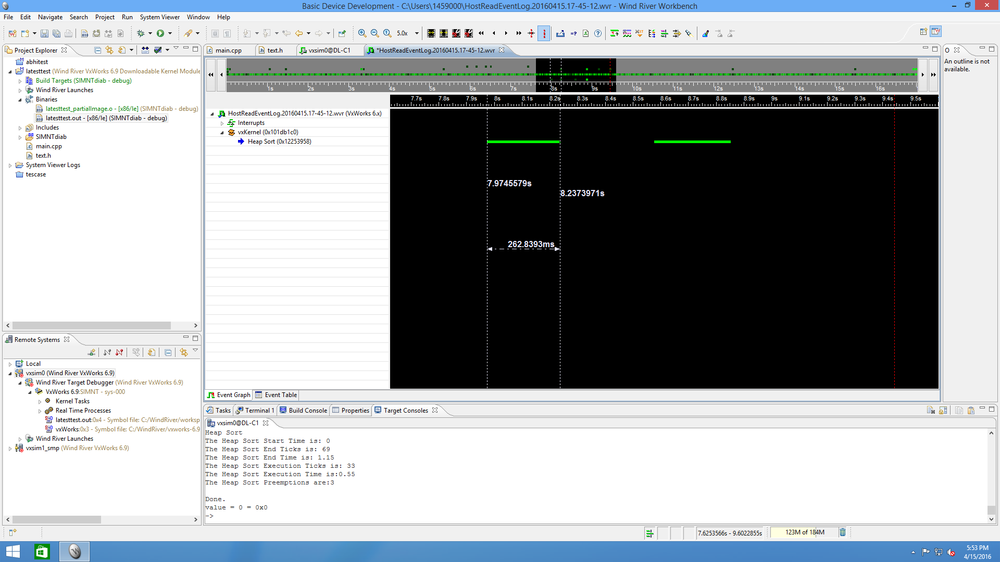 Basic Device Development - C:\Users\1459000\HostReadEventLog.20160415.17-45-12.wvr - Wind River Workbench
File Edit Navigate Search Project Run System Viewer Window Help
5.0x
Project Explorer
abhitest
latesttest (Wind River VxWorks 6.9 Downloadable Kernel Module
Build Targets (SIMNTdiab - debug)
Wind River Launches
Binaries
latesttest_partialImage.o - [x86/le] (SIMNTdiab - debug)
latesttest.out - [x86/le] (SIMNTdiab - debug)
Includes
SIMNTdiab
main.cpp
text.h
System Viewer Logs
tescase
main.cpp text.h vxsim0@DL-C1 *HostReadEventLog.20160415.17-45-12.wvr
1s 2s 3s 4s 5s 6s 7s 8s 9s 10s 11s 12s 13s 14s 15s 16s
7.7s 7.8s 7.9s 8s 8.1s 8.2s 8.3s 8.4s 8.5s 8.6s 8.7s 8.8s 8.9s 9s 9.1s 9.2s 9.3s 9.4s 9.5s
HostReadEventLog.20160415.17-45-12.wvr (VxWorks 6.x)
Interrupts
vxKernel (0x101db1c0)
Heap Sort (0x12253958)
7.9745579s
8.2373971s
262.8393ms
Event Graph Event Table
O
An outline is not
available.
Remote Systems
Local
vxsim0 (Wind River VxWorks 6.9)
Wind River Target Debugger (Wind River VxWorks 6.9)
VxWorks 6.9:SIMNT - sys-000
Kernel Tasks
Real Time Processes
latesttest.out:0x4 - Symbol file: C:/WindRiver/worksp
vxWorks:0x3 - Symbol file: C:/WindRiver/vxworks-6.9
Wind River Launches
vxsim1_smp (Wind River VxWorks 6.9)
Tasks Terminal 1 Build Console Properties Target Consoles
vxsim0@DL-C1
Heap Sort
The Heap Sort Start Time is: 0
The Heap Sort End Ticks is: 69
The Heap Sort End Time is: 1.15
The Heap Sort Execution Ticks is: 33
The Heap Sort Execution Time is:0.55
The Heap Sort Preemptions are:3
Done.
value = 0 = 0x0
->
7.6253566s - 9.6022855s 123M of 184M
5:53 PM
4/15/2016